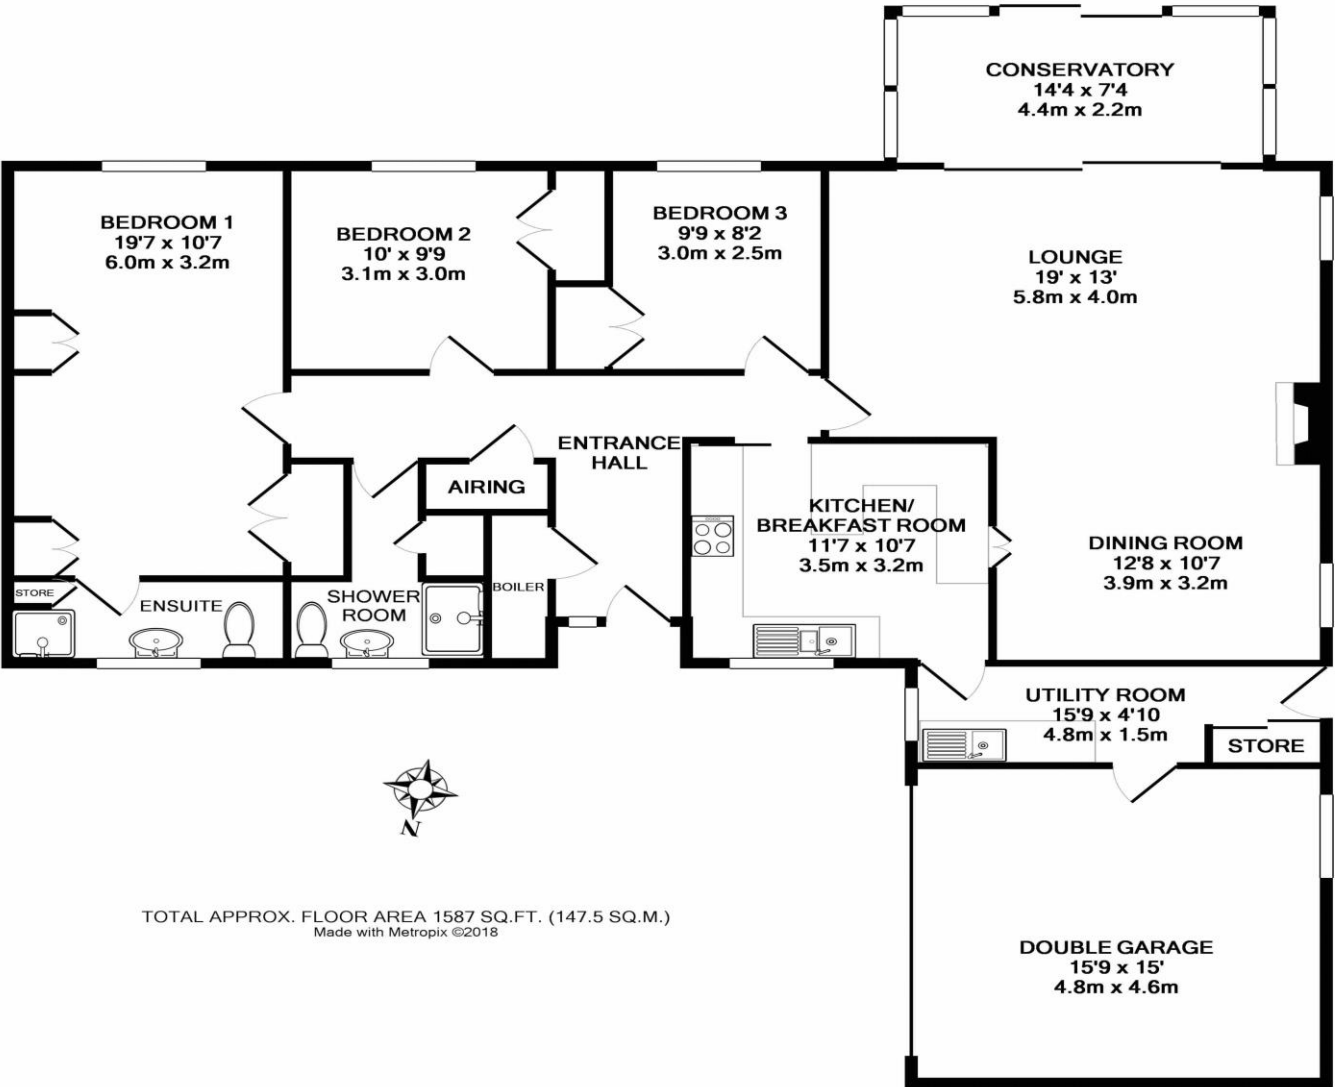 CONSERVATORY
14'4 x 7'4
4.4m x 2.2m
BEDROOM 1
19'7 x 10'7
6.0m x 3.2m
BEDROOM 2
10' x 9'9
3.1m x 3.0m
BEDROOM 3
9'9 x 8'2
3.0m x 2.5m
LOUNGE
19' x 13'
5.8m x 4.0m
ENTRANCE
HALL
AIRING
KITCHEN/
BREAKFAST ROOM
11'7 x 10'7
3.5m x 3.2m
DINING ROOM
12'8 x 10'7
3.9m x 3.2m
STORE
ENSUITE
SHOWER
ROOM
BOILER
UTILITY ROOM
15'9 x 4'10
4.8m x 1.5m
STORE
N
TOTAL APPROX. FLOOR AREA 1587 SQ.FT. (147.5 SQ.M.)
Made with Metropix ©2018
DOUBLE GARAGE
15'9 x 15'
4.8m x 4.6m